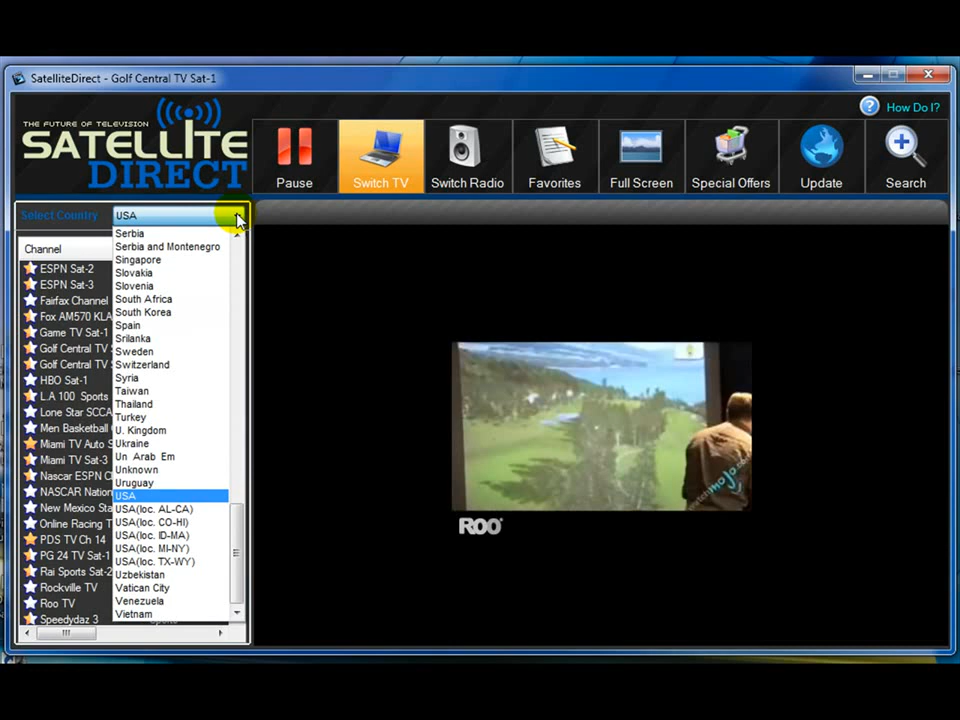 SatelliteDirect - Golf Central TV Sat-1
How Do I?
THE FUTURE OF TELEVISION
SATELLITE
DIRECT
Pause
Switch TV
Switch Radio
Favorites
Full Screen
Special Offers
Update
Search
Select Country
USA
Channel
ESPN Sat-2
ESPN Sat-3
Fairfax Channel
Fox AM570 KLA
Game TV Sat-1
Golf Central TV
Golf Central TV
HBO Sat-1
L.A 100 Sports
Lone Star SCCA
Men Basketball
Miami TV Auto S
Miami TV Sat-3
Nascar ESPN C
NASCAR Nation
New Mexico Sta
Online Racing T
PDS TV Ch 14
PG 24 TV Sat-1
Rai Sports Sat-2
Rockville TV
Roo TV
Speedydaz 3
Serbia
Serbia and Montenegro
Singapore
Slovakia
Slovenia
South Africa
South Korea
Spain
Srilanka
Sweden
Switzerland
Syria
Taiwan
Thailand
Turkey
U. Kingdom
Ukraine
Un Arab Em
Unknown
Uruguay
USA
USA(loc. AL-CA)
USA(loc. CO-HI)
USA(loc. ID-MA)
USA(loc. MI-NY)
USA(loc. TX-WY)
Uzbekistan
Vatican City
Venezuela
Vietnam
watchmojo
ROO